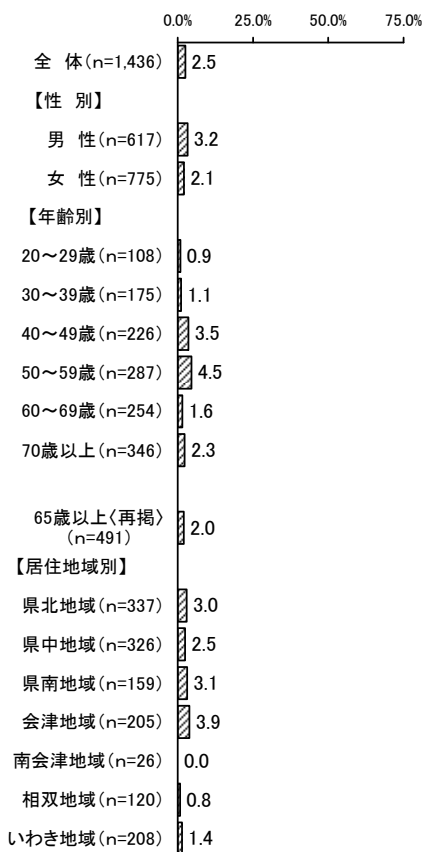 0.0% 25.0% 50.0% 75.0%
全 体(n=1,436) 2.5
【性 別】
男 性(n=617) 3.2
女 性(n=775) 2.1
【年齢別】
20～29歳(n=108) 0.9
30～39歳(n=175) 1.1
40～49歳(n=226) 3.5
50～59歳(n=287) 4.5
60～69歳(n=254) 1.6
70歳以上(n=346) 2.3
65歳以上〈再掲〉
(n=491) 2.0
【居住地域別】
県北地域(n=337) 3.0
県中地域(n=326) 2.5
県南地域(n=159) 3.1
会津地域(n=205) 3.9
南会津地域(n=26) 0.0
相双地域(n=120) 0.8
いわき地域(n=208) 1.4